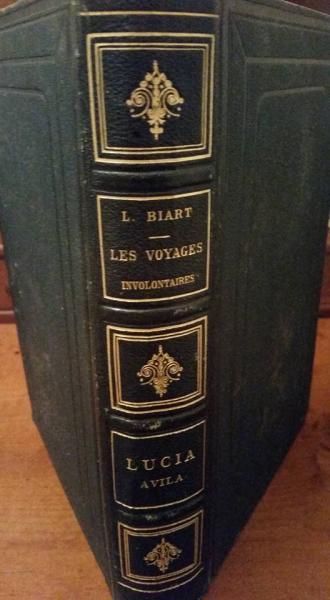 L. BIART
LES VOYAGES
INVOLONTAIRES
LUCIA
AVILA